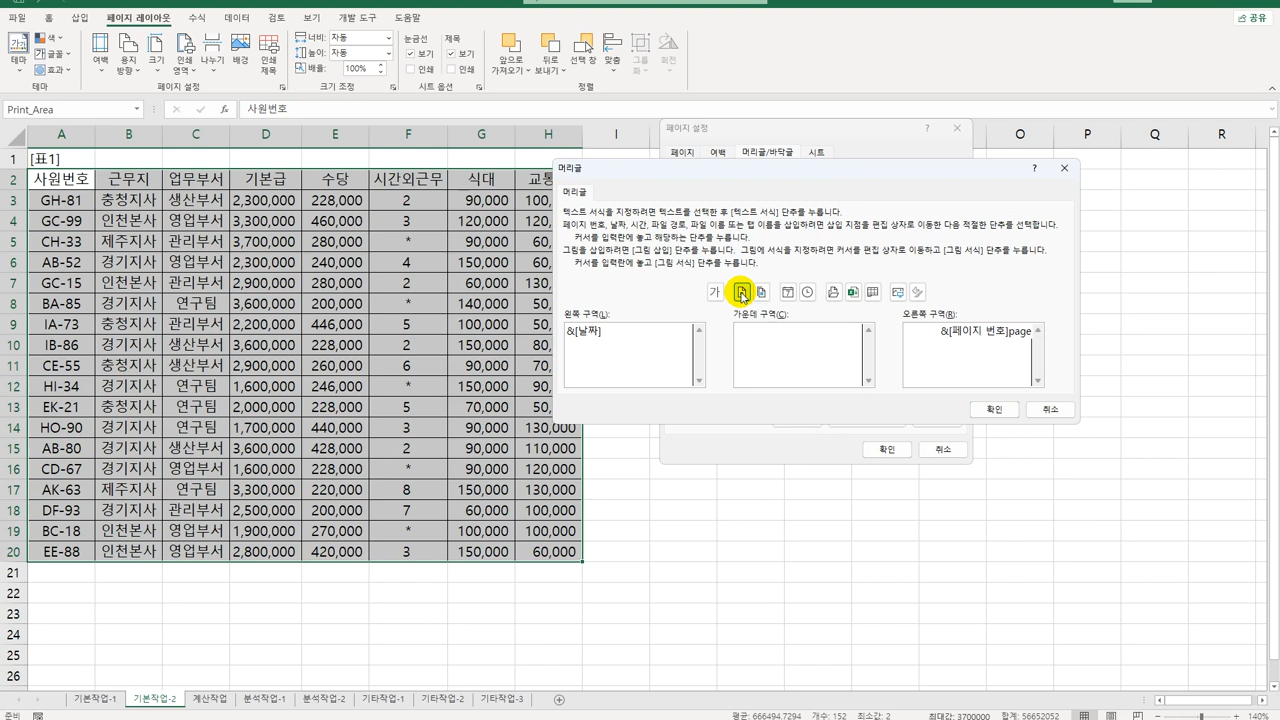 파일 홈 삽입 페이지 레이아웃 수식 데이터 검토 보기 개발 도구 도움말 공유
색 너비: 자동 눈금선 제목
글꼴 높이: 자동 보기 보기
효과 배율: 100% 인쇄 인쇄
테마 여백 용지 방향 크기 인쇄 영역 나누기 배경 인쇄 제목 앞으로 가져오기 뒤로 보내기 선택 창 맞춤 그룹화 회전
테마 페이지 설정 크기 조정 시트 옵션 정렬
Print_Area fx 사원번호
A B C D E F G H I O P Q R
1 [표1]
2 사원번호 근무지 업무부서 기본급 수당 시간외근무 식대 교통
3 GH-81 충청지사 생산부서 2,300,000 228,000 2 90,000 100,
4 GC-99 인천본사 영업부서 3,300,000 460,000 3 120,000 120,
5 CH-33 제주지사 관리부서 3,700,000 280,000 * 90,000 60,
6 AB-52 인천본사 영업부서 2,300,000 240,000 4 150,000 60,
7 GC-15 인천본사 관리부서 2,900,000 280,000 2 60,000 130,
8 BA-85 경기지사 연구팀 3,600,000 200,000 * 140,000 50,
9 IA-73 충청지사 관리부서 2,200,000 446,000 5 100,000 50,
10 IB-86 경기지사 생산부서 3,600,000 228,000 2 150,000 80,
11 CE-55 충청지사 생산부서 2,900,000 260,000 6 90,000 60,
12 HI-34 경기지사 연구팀 1,600,000 246,000 * 150,000 90,
13 EK-21 충청지사 연구팀 2,000,000 228,000 5 70,000 50,
14 HO-90 경기지사 연구팀 1,700,000 440,000 3 90,000 130,000
15 AB-80 경기지사 생산부서 3,600,000 428,000 2 90,000 110,000
16 CD-67 경기지사 영업부서 1,600,000 228,000 * 90,000 120,000
17 AK-63 제주지사 연구팀 3,300,000 220,000 8 150,000 130,000
18 DF-93 경기지사 관리부서 2,500,000 200,000 7 60,000 100,000
19 BC-18 인천본사 영업부서 1,900,000 270,000 * 100,000 100,000
20 EE-88 인천본사 영업부서 2,800,000 420,000 3 150,000 60,000
21
22
23
24
25
26
페이지 설정 ?
페이지 여백 머리글/바닥글 시트
머리글 ?
머리글
텍스트 서식을 지정하려면 텍스트를 선택한 후 [텍스트 서식] 단추를 누릅니다.
페이지 번호, 날짜, 시간, 파일 경로, 파일 이름 또는 탭 이름을 삽입하려면 삽입 지점을 편집 상자로 이동한 다음 적절한 단추를 선택합니다.
커서를 입력란에 놓고 해당하는 단추를 누릅니다.
그림을 삽입하려면 [그림 삽입] 단추를 누릅니다. 그림에 서식을 지정하려면 커서를 편집 상자로 이동하고 [그림 서식] 단추를 누릅니다.
커서를 입력란에 놓고 [그림 서식] 단추를 누릅니다.
가
왼쪽 구역(L): 가운데 구역(C): 오른쪽 구역(R):
&[날짜] &[페이지 번호]page
확인 취소
확인 취소
기본작업-1 기본작업-2 계산작업 분석작업-1 분석작업-2 기타작업-1 기타작업-2 기타작업-3
준비 평균: 666494.7294 개수: 152 최소값: 2 최대값: 3700000 합계: 56652052 140%